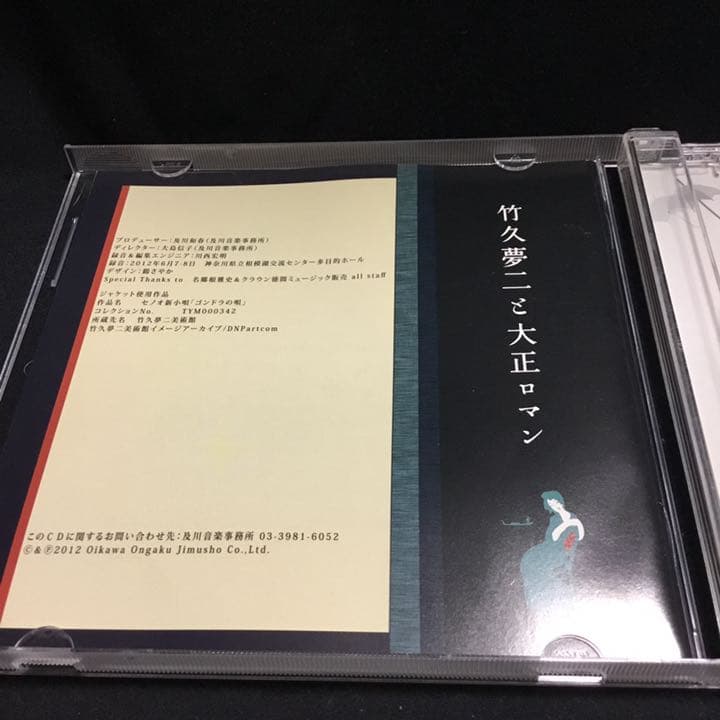 プロデューサー:及川和春(及川音楽事務所)
ディレクター:大島信子(及川音楽事務所)
録音&編集エンジニア:川西宏明
録音:2012年6月7-8日 神奈川県立相模湖交流センター多目的ホール
デザイン:鶴さやか
Special Thanks to 名郷根雅史&クラウン徳間ミュージック販売 all staff
ジャケット使用作品
作品名 セノオ新小唄「ゴンドラの唄」
コレクションNo. TYM000342
所蔵先名 竹久夢二美術館
竹久夢二美術館イメージアーカイブ/DNPartcom
このCDに関するお問い合わせ先:及川音楽事務所 03-3981-6052
©&℗2012 Oikawa Ongaku Jimusho Co.,Ltd.
竹久夢二と大正ロマン